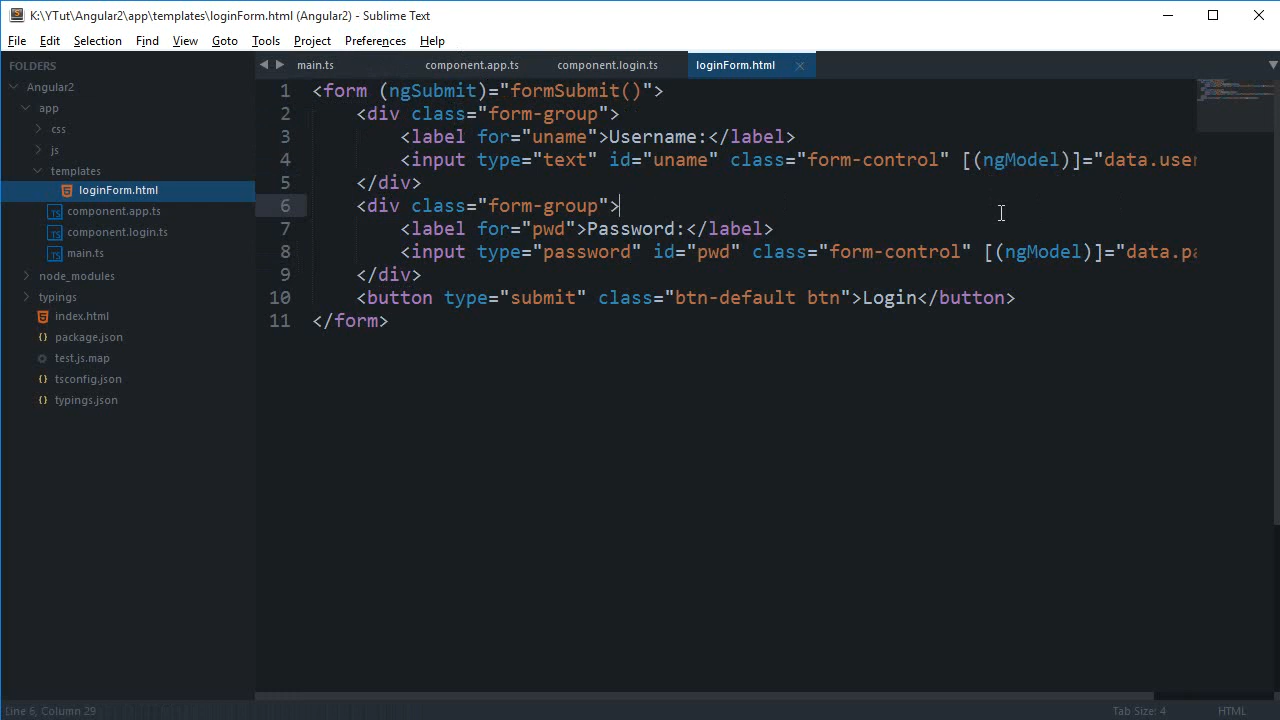 K:\YTut\Angular2\app\templates\loginForm.html (Angular2) - Sublime Text
File Edit Selection Find View Goto Tools Project Preferences Help
FOLDERS
Angular2
app
css
js
templates
loginForm.html
component.app.ts
component.login.ts
main.ts
node_modules
typings
index.html
package.json
test.js.map
tsconfig.json
typings.json
main.ts component.app.ts component.login.ts loginForm.html
1 <form (ngSubmit)="formSubmit()">
2 <div class="form-group">
3 <label for="uname">Username:</label>
4 <input type="text" id="uname" class="form-control" [(ngModel)]="data.user
5 </div>
6 <div class="form-group">
7 <label for="pwd">Password:</label>
8 <input type="password" id="pwd" class="form-control" [(ngModel)]="data.pa
9 </div>
10 <button type="submit" class="btn-default btn">Login</button>
11 </form>
Line 6, Column 29 Tab Size: 4 HTML